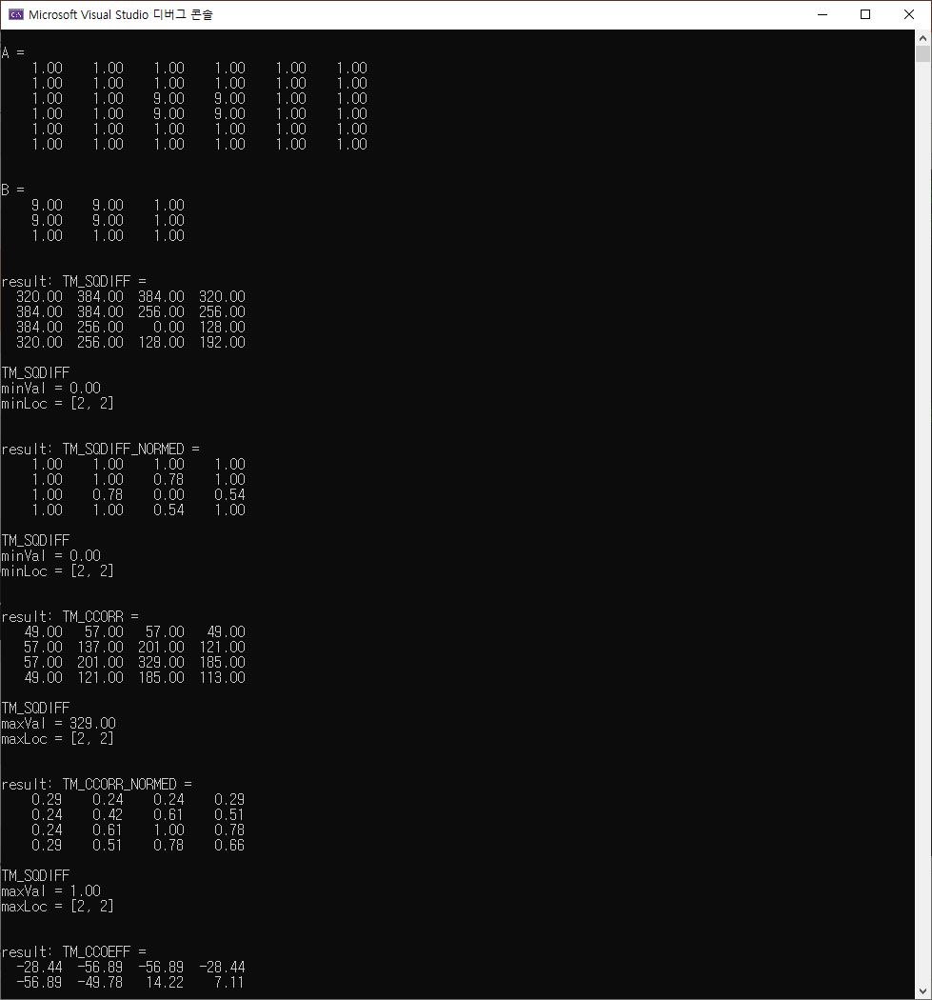 Microsoft Visual Studio 디버그 콘솔
A =
1.00 1.00 1.00 1.00 1.00 1.00
1.00 1.00 1.00 1.00 1.00 1.00
1.00 1.00 9.00 9.00 1.00 1.00
1.00 1.00 9.00 9.00 1.00 1.00
1.00 1.00 1.00 1.00 1.00 1.00
1.00 1.00 1.00 1.00 1.00 1.00
B =
9.00 9.00 1.00
9.00 9.00 1.00
1.00 1.00 1.00
result: TM_SQDIFF =
320.00 384.00 384.00 320.00
384.00 384.00 256.00 256.00
384.00 256.00 0.00 128.00
320.00 256.00 128.00 192.00
TM_SQDIFF
minVal = 0.00
minLoc = [2, 2]
result: TM_SQDIFF_NORMED =
1.00 1.00 1.00 1.00
1.00 1.00 0.78 1.00
1.00 0.78 0.00 0.54
1.00 1.00 0.54 1.00
TM_SQDIFF
minVal = 0.00
minLoc = [2, 2]
result: TM_CCORR =
49.00 57.00 57.00 49.00
57.00 137.00 201.00 121.00
57.00 201.00 329.00 185.00
49.00 121.00 185.00 113.00
TM_SQDIFF
maxVal = 329.00
maxLoc = [2, 2]
result: TM_CCORR_NORMED =
0.29 0.24 0.24 0.29
0.24 0.42 0.61 0.51
0.24 0.61 1.00 0.78
0.29 0.51 0.78 0.66
TM_SQDIFF
maxVal = 1.00
maxLoc = [2, 2]
result: TM_CCOEFF =
-28.44 -56.89 -56.89 -28.44
-56.89 -49.78 14.22 7.11